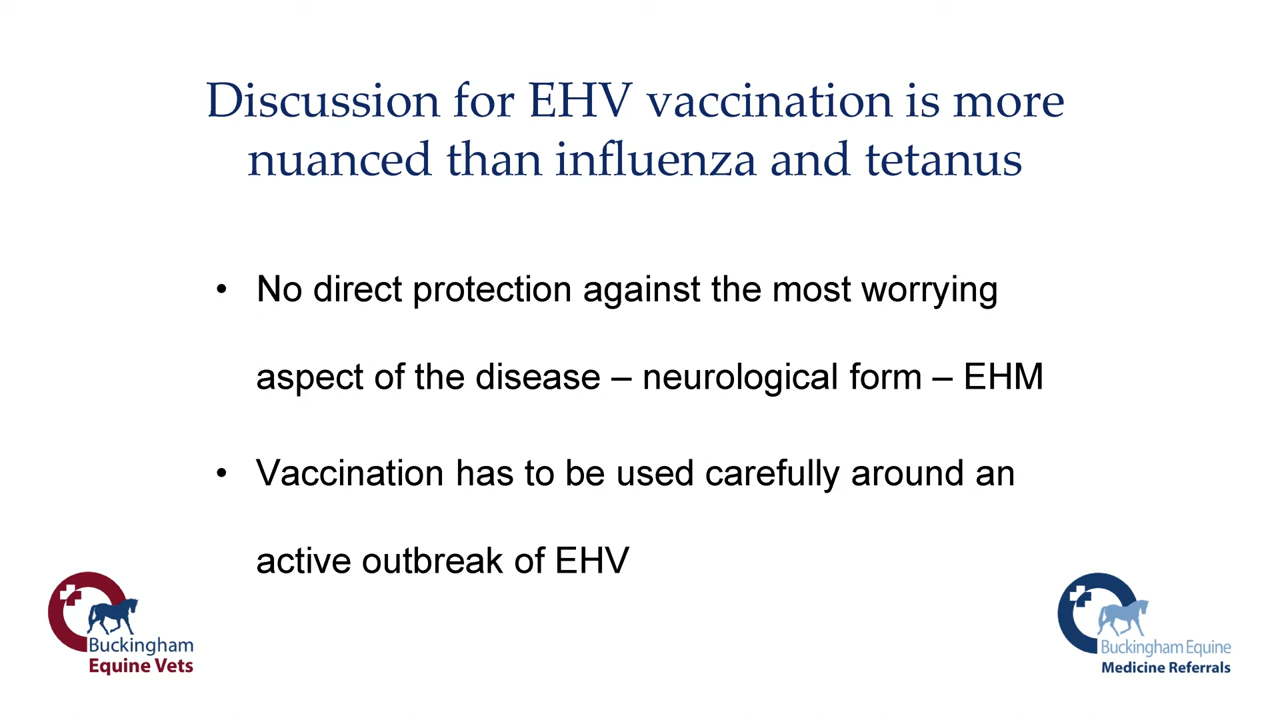 Discussion for EHV vaccination is more
nuanced than influenza and tetanus
• No direct protection against the most worrying
aspect of the disease – neurological form – EHM
• Vaccination has to be used carefully around an
active outbreak of EHV
Buckingham
Equine Vets
Buckingham Equine
Medicine Referrals